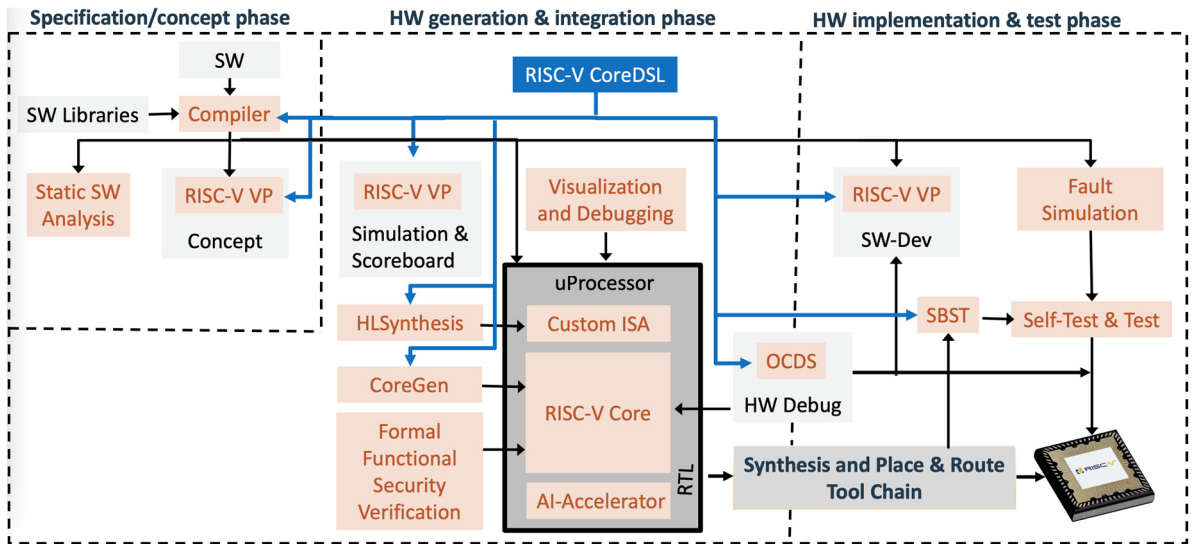 Specification/concept phase
HW generation & integration phase
HW implementation & test phase
SW
RISC-V CoreDSL
SW Libraries
Compiler
Static SW
Analysis
RISC-V VP
Concept
RISC-V VP
Simulation &
Scoreboard
Visualization
and Debugging
RISC-V VP
SW-Dev
Fault
Simulation
uProcessor
HLSynthesis
Custom ISA
SBST
Self-Test & Test
CoreGen
RISC-V Core
OCDS
HW Debug
Formal
Functional
Security
Verification
AI-Accelerator
RTL
Synthesis and Place & Route
Tool Chain
RISC-V